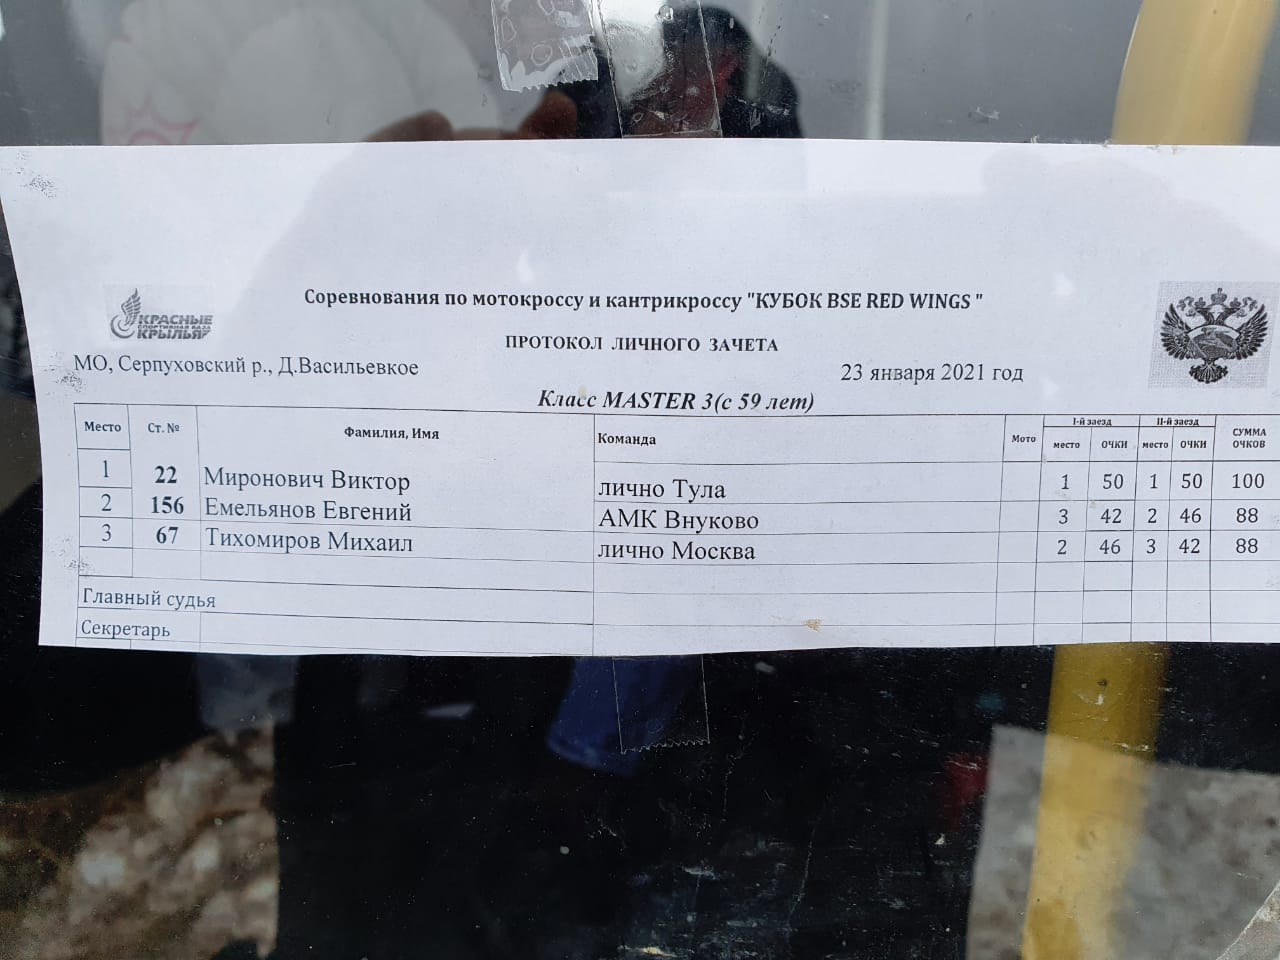 Соревнования по мотокроссу и кантрикроссу "КУБОК BSE RED WINGS "
КРАСНЫЕ
СПОРТИВНАЯ БАЗА
КРЫЛЬЯ
ПРОТОКОЛ ЛИЧНОГО ЗАЧЕТА
МО, Серпуховский р., Д.Васильевкое 23 января 2021 год
Класс MASTER 3(с 59 лет)
Место Ст. № Фамилия, Имя Команда Мото I-й заезд II-й заезд СУММА ОЧКОВ
место ОЧКИ место ОЧКИ
1 22 Миронович Виктор лично Тула 1 50 1 50 100
2 156 Емельянов Евгений АМК Внуково 3 42 2 46 88
3 67 Тихомиров Михаил лично Москва 2 46 3 42 88
Главный судья
Секретарь